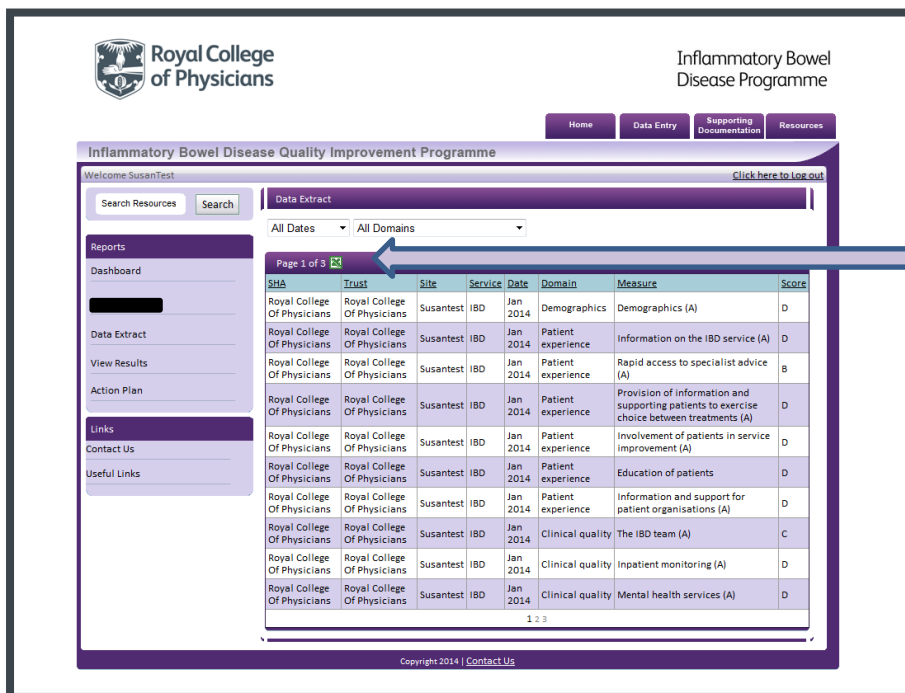 Royal College
of Physicians
Inflammatory Bowel
Disease Programme
Home
Data Entry
Supporting
Documentation
Resources
Inflammatory Bowel Disease Quality Improvement Programme
Welcome SusanTest
Click here to Log out
Search Resources
Search
Reports
Dashboard
Data Extract
View Results
Action Plan
Links
Contact Us
Useful Links
Data Extract
All Dates
All Domains
Page 1 of 3
SHA Trust Site Service Date Domain Measure Score
Royal College Of Physicians Royal College Of Physicians Susantest IBD Jan 2014 Demographics Demographics (A) D
Royal College Of Physicians Royal College Of Physicians Susantest IBD Jan 2014 Patient experience Information on the IBD service (A) D
Royal College Of Physicians Royal College Of Physicians Susantest IBD Jan 2014 Patient experience Rapid access to specialist advice (A) B
Royal College Of Physicians Royal College Of Physicians Susantest IBD Jan 2014 Patient experience Provision of information and supporting patients to exercise choice between treatments (A) D
Royal College Of Physicians Royal College Of Physicians Susantest IBD Jan 2014 Patient experience Involvement of patients in service improvement (A) D
Royal College Of Physicians Royal College Of Physicians Susantest IBD Jan 2014 Patient experience Education of patients D
Royal College Of Physicians Royal College Of Physicians Susantest IBD Jan 2014 Patient experience Information and support for patient organisations (A) D
Royal College Of Physicians Royal College Of Physicians Susantest IBD Jan 2014 Clinical quality The IBD team (A) C
Royal College Of Physicians Royal College Of Physicians Susantest IBD Jan 2014 Clinical quality Inpatient monitoring (A) D
Royal College Of Physicians Royal College Of Physicians Susantest IBD Jan 2014 Clinical quality Mental health services (A) D
1 2 3
Copyright 2014 | Contact Us